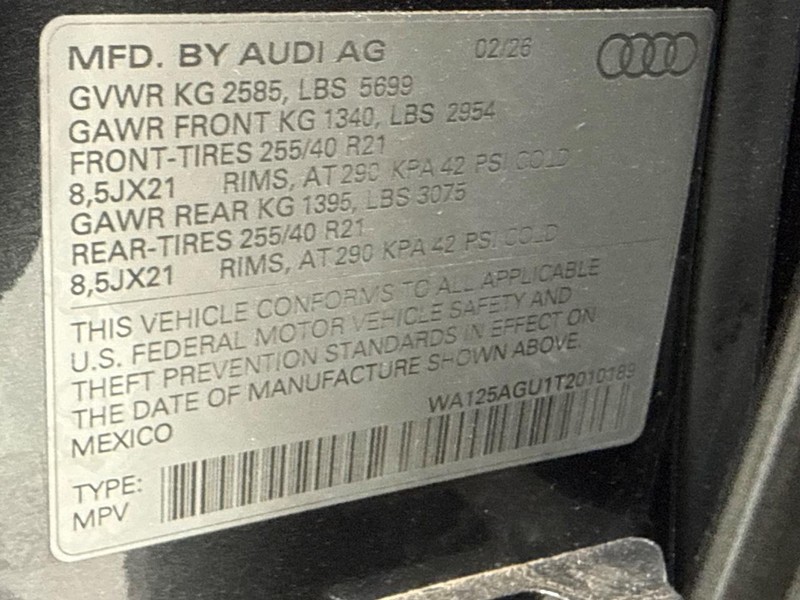 MFD. BY AUDI AG 02/26
GVWR KG 2585, LBS 5699
GAWR FRONT KG 1340, LBS 2954
FRONT-TIRES 255/40 R21
8,5JX21 RIMS, AT 290 KPA 42 PSI COLD
GAWR REAR KG 1395, LBS 3075
REAR-TIRES 255/40 R21
8,5JX21 RIMS, AT 290 KPA 42 PSI COLD
THIS VEHICLE CONFORMS TO ALL APPLICABLE
U.S. FEDERAL MOTOR VEHICLE SAFETY AND
THEFT PREVENTION STANDARDS IN EFFECT ON
THE DATE OF MANUFACTURE SHOWN ABOVE.
MEXICO WA125AGU1T2010189
TYPE:
MPV